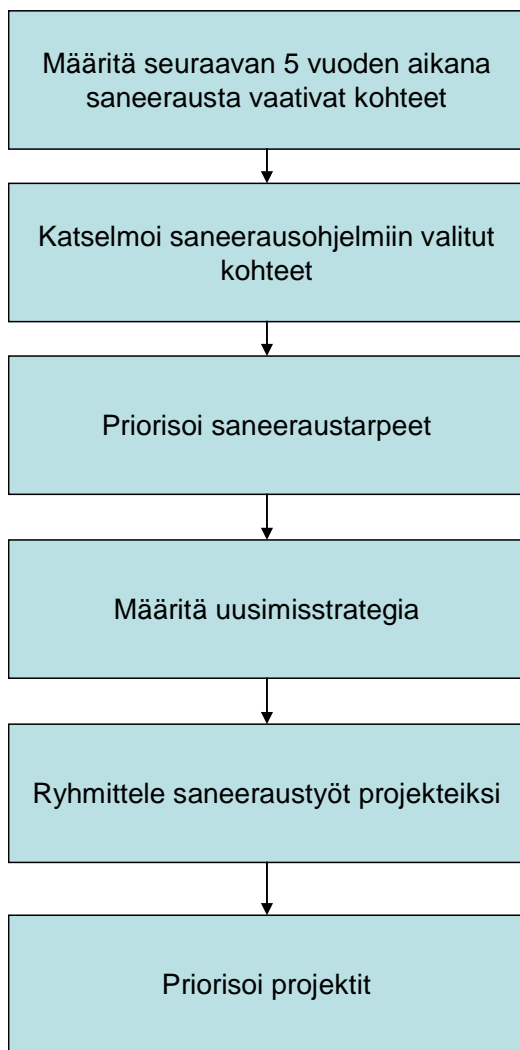 Määritä seuraavan 5 vuoden aikana
saneerausta vaativat kohteet
Katselmoi saneerausohjelmiin valitut
kohteet
Priorisoi saneeraustarpeet
Määritä uusimisstrategia
Ryhmittele saneeraustyöt projekteiksi
Priorisoi projektit